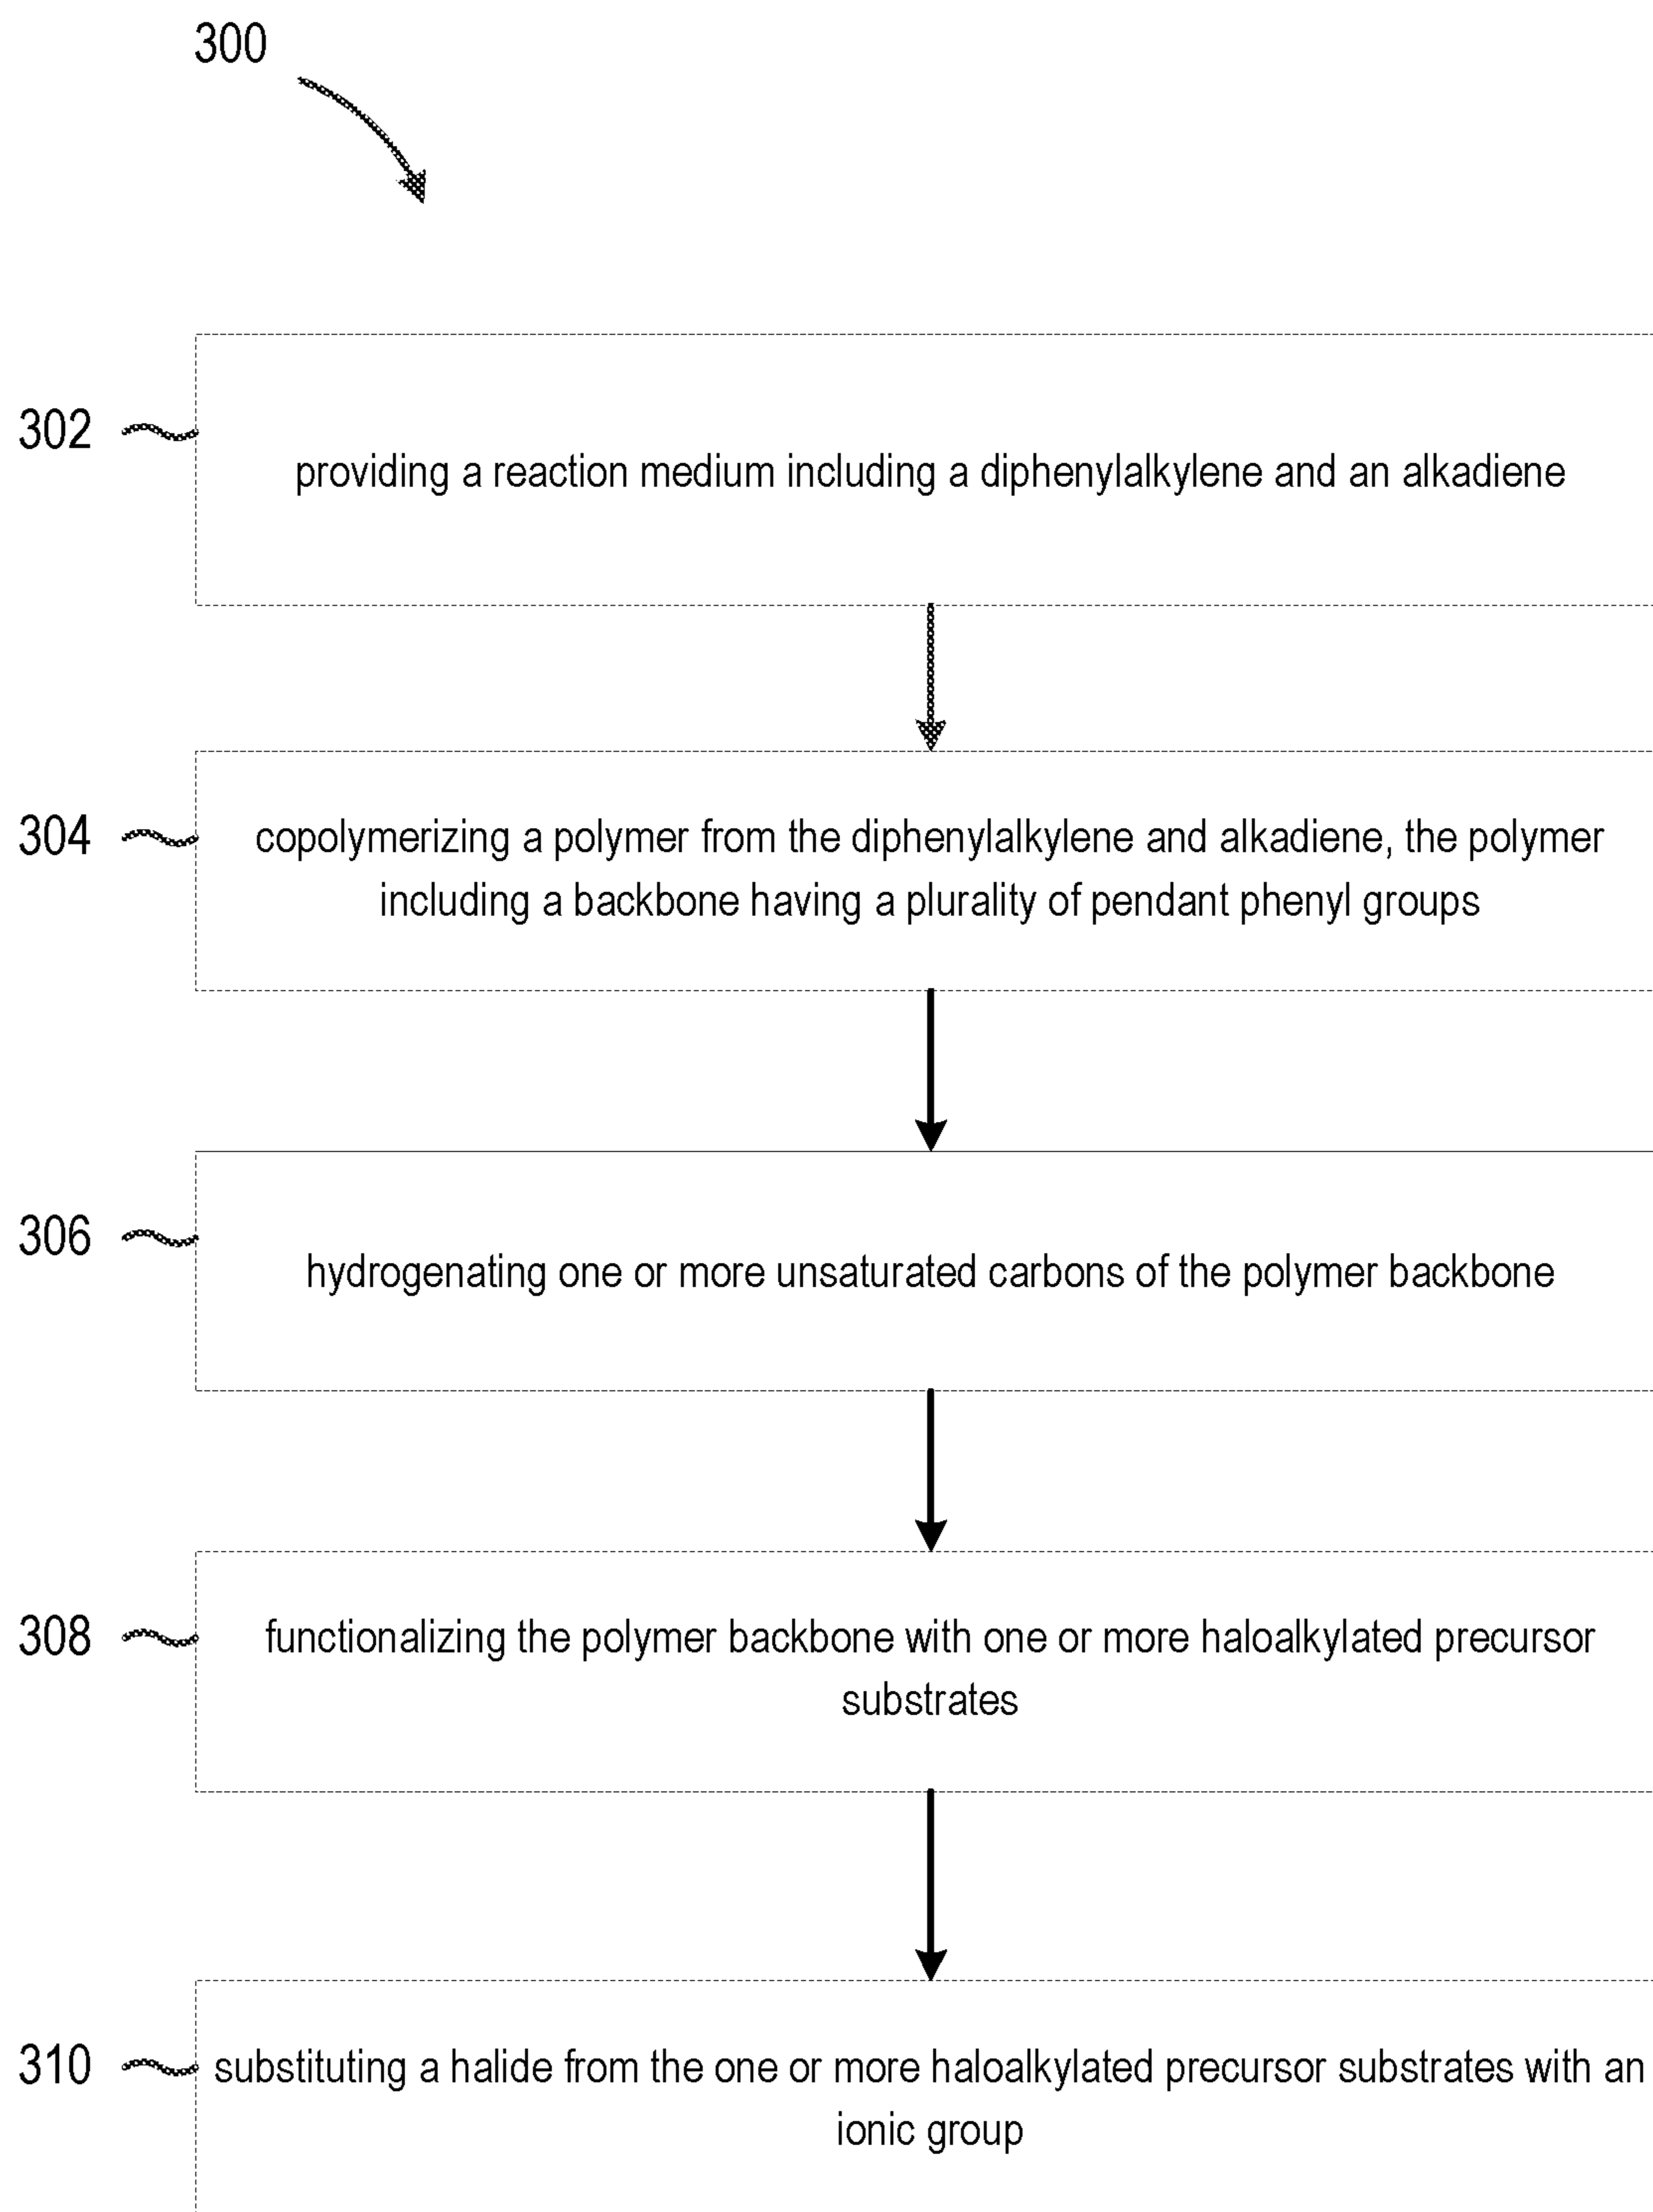 300
302
providing a reaction medium including a diphenylalkylene and an alkadiene
304
copolymerizing a polymer from the diphenylalkylene and alkadiene, the polymer
including a backbone having a plurality of pendant phenyl groups
306
hydrogenating one or more unsaturated carbons of the polymer backbone
308
functionalizing the polymer backbone with one or more haloalkylated precursor
substrates
310
substituting a halide from the one or more haloalkylated precursor substrates with an
ionic group